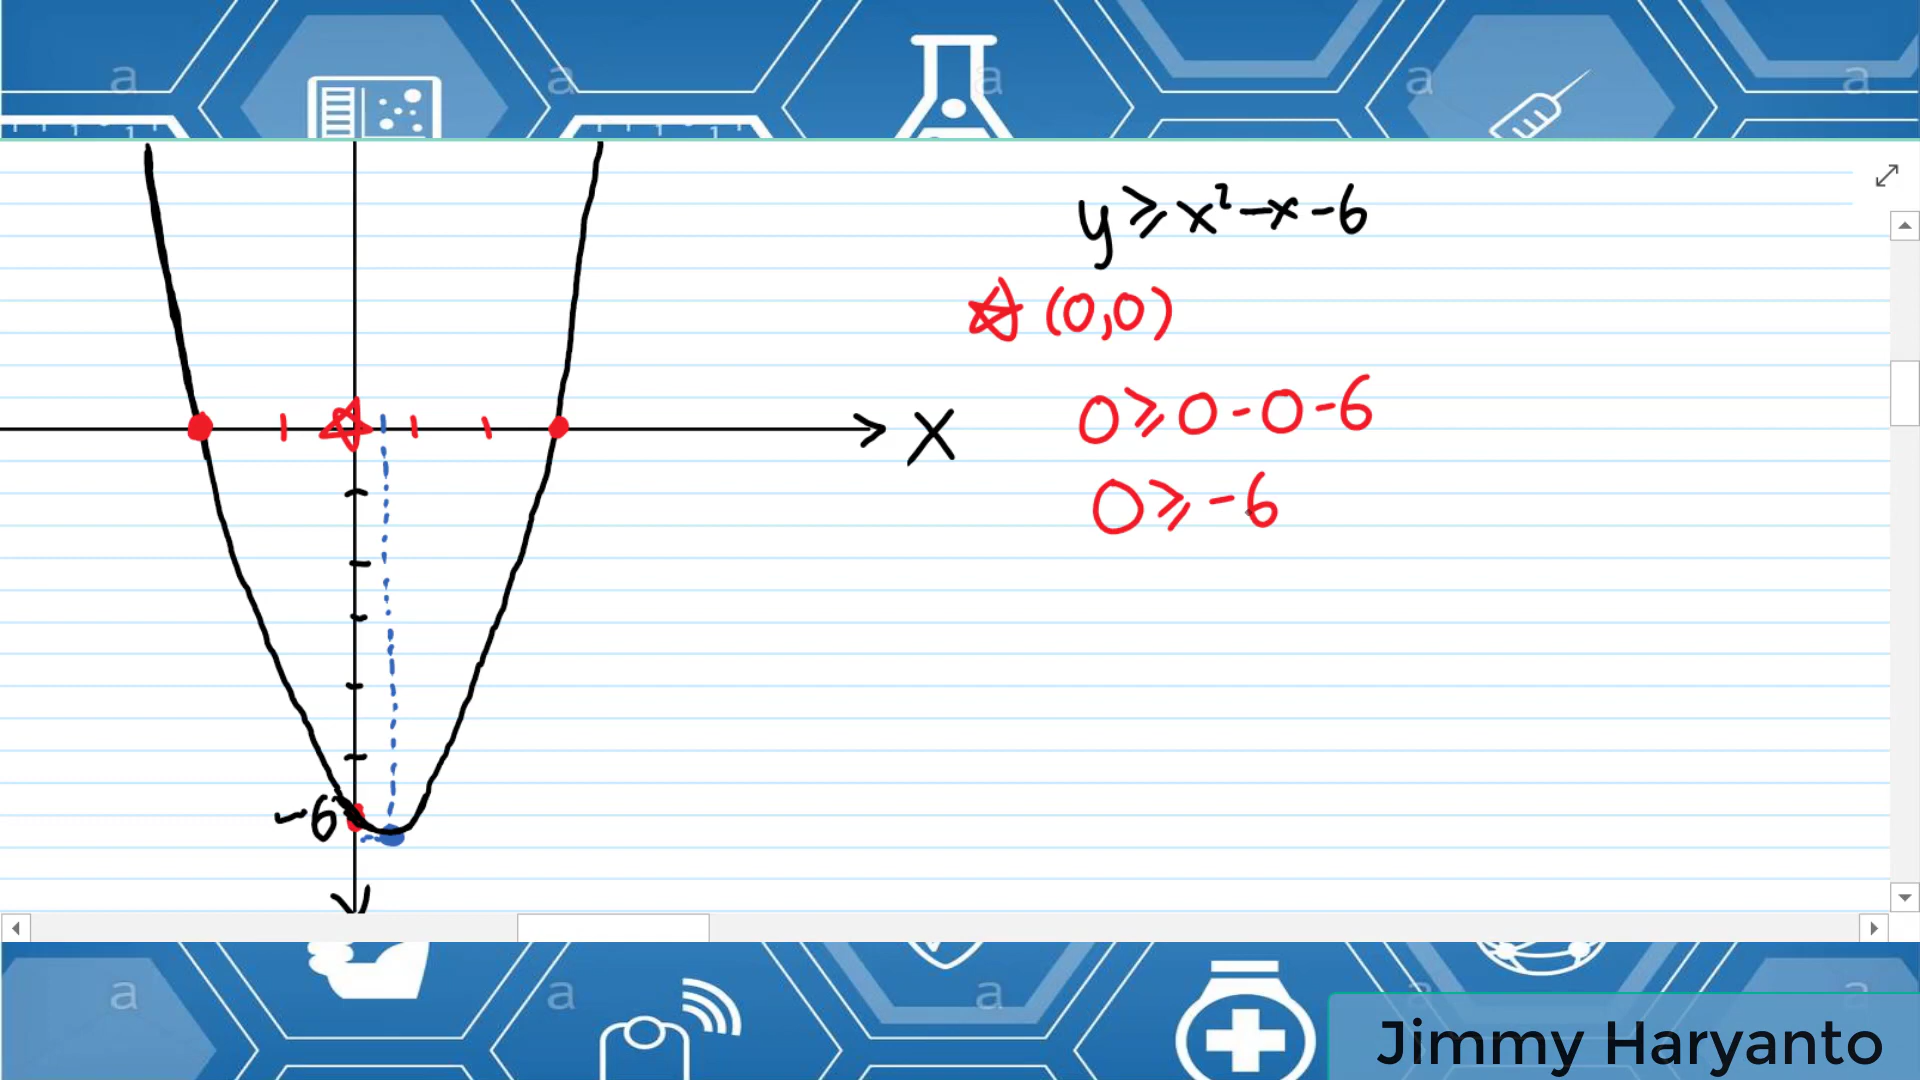 a a a a a
y ⩾ x² - x - 6
☆ (0,0)
X
0 ⩾ 0 - 0 - 6
0 ⩾ -6
-6
a a a a a
Jimmy Haryanto